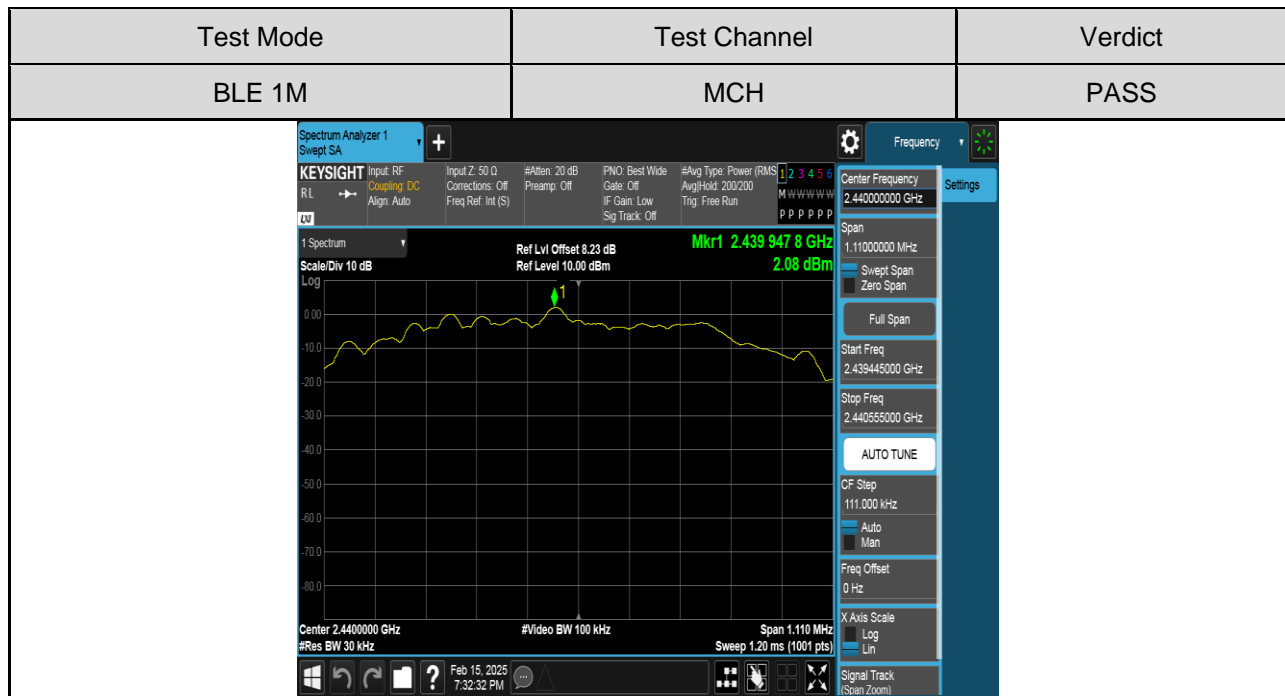 Test Mode Test Channel Verdict
BLE 1M MCH PASS
Spectrum Analyzer 1
Swept SA
+
Frequency
Settings
KEYSIGHT
RL
LXI
Input: RF
Coupling: DC
Align: Auto
Input Z: 50 Ω
Corrections: Off
Freq Ref: Int (S)
#Atten: 20 dB
Preamp: Off
PNO: Best Wide
Gate: Off
IF Gain: Low
Sig Track: Off
#Avg Type: Power (RMS
Avg|Hold: 200/200
Trig: Free Run
1 2 3 4 5 6
M W W W W W
P P P P P P
1 Spectrum
Scale/Div 10 dB
Log
Ref Lvl Offset 8.23 dB
Ref Level 10.00 dBm
Mkr1 2.439 947 8 GHz
2.08 dBm
1
0.00
-10.0
-20.0
-30.0
-40.0
-50.0
-60.0
-70.0
-80.0
Center 2.4400000 GHz
#Res BW 30 kHz
#Video BW 100 kHz
Span 1.110 MHz
Sweep 1.20 ms (1001 pts)
?
Feb 15, 2025
7:32:32 PM
Center Frequency
2.440000000 GHz
Span
1.11000000 MHz
Swept Span
Zero Span
Full Span
Start Freq
2.439445000 GHz
Stop Freq
2.440555000 GHz
AUTO TUNE
CF Step
111.000 kHz
Auto
Man
Freq Offset
0 Hz
X Axis Scale
Log
Lin
Signal Track
(Span Zoom)